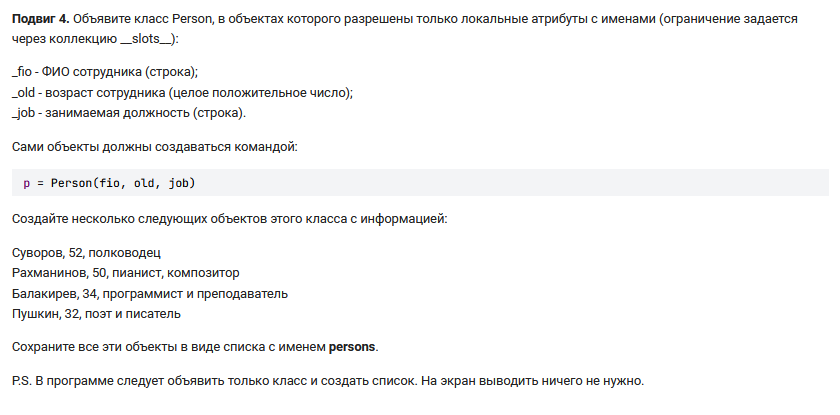 Подвиг 4. Объявите класс Person, в объектах которого разрешены только локальные атрибуты с именами (ограничение задается
через коллекцию __slots__):
_fio - ФИО сотрудника (строка);
_old - возраст сотрудника (целое положительное число);
_job - занимаемая должность (строка).
Сами объекты должны создаваться командой:
p = Person(fio, old, job)
Создайте несколько следующих объектов этого класса с информацией:
Суворов, 52, полководец
Рахманинов, 50, пианист, композитор
Балакирев, 34, программист и преподаватель
Пушкин, 32, поэт и писатель
Сохраните все эти объекты в виде списка с именем persons.
P.S. В программе следует объявить только класс и создать список. На экран выводить ничего не нужно.